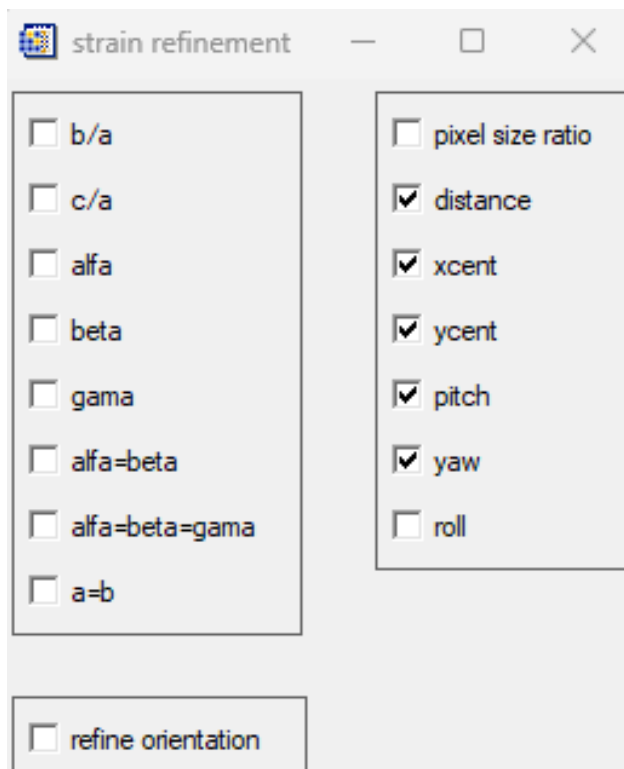 strain refinement
b/a
c/a
alfa
beta
gama
alfa=beta
alfa=beta=gama
a=b
refine orientation
pixel size ratio
distance
xcent
ycent
pitch
yaw
roll